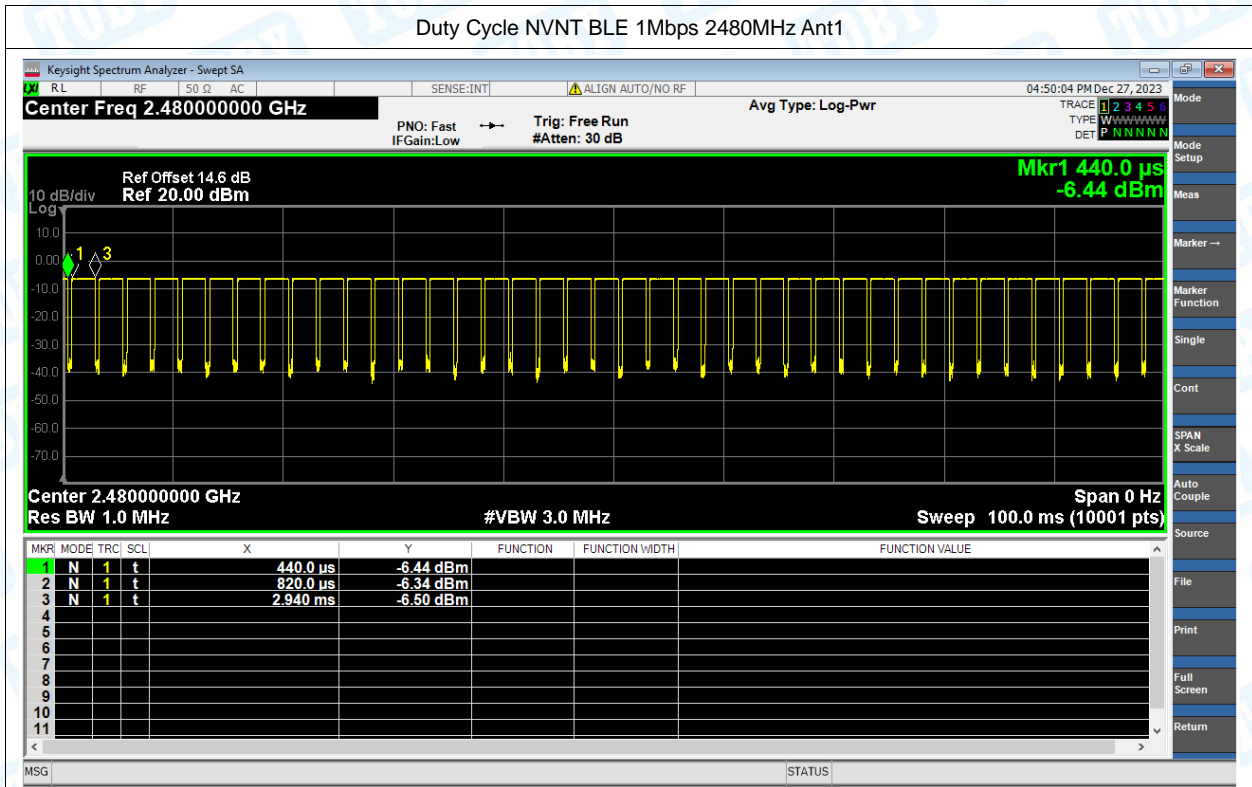 Duty Cycle NVNT BLE 1Mbps 2480MHz Ant1
Keysight Spectrum Analyzer - Swept SA
LXI RL RF 50 Ω AC SENSE:INT ALIGN AUTO/NO RF 04:50:04 PM Dec 27, 2023
Center Freq 2.480000000 GHz Avg Type: Log-Pwr TRACE 1 2 3 4 5 6
PNO: Fast Trig: Free Run TYPE WWWWWWW
IFGain:Low #Atten: 30 dB DET P N N N N N
Mkr1 440.0 µs
-6.44 dBm
Ref Offset 14.6 dB
10 dB/div Ref 20.00 dBm
Log
10.0
0.00
-10.0
-20.0
-30.0
-40.0
-50.0
-60.0
-70.0
1
3
Center 2.480000000 GHz Span 0 Hz
Res BW 1.0 MHz #VBW 3.0 MHz Sweep 100.0 ms (10001 pts)
MKR MODE TRC SCL X Y FUNCTION FUNCTION WIDTH FUNCTION VALUE
1 N 1 t 440.0 µs -6.44 dBm
2 N 1 t 820.0 µs -6.34 dBm
3 N 1 t 2.940 ms -6.50 dBm
4
5
6
7
8
9
10
11
MSG STATUS
Mode
Mode
Setup
Meas
Marker →
Marker
Function
Single
Cont
SPAN
X Scale
Auto
Couple
Source
File
Print
Full
Screen
Return
TOBY